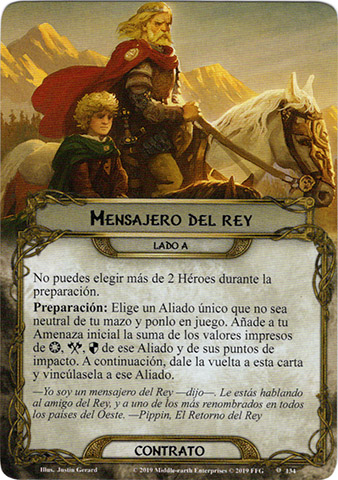 MENSAJERO DEL REY
LADO A
No puedes elegir más de 2 Héroes durante la
preparación.
Preparación: Elige un Aliado único que no sea
neutral de tu mazo y ponlo en juego. Añade a tu
Amenaza inicial la suma de los valores impresos
de , , de ese Aliado y de sus puntos de
impacto. A continuación, dale la vuelta a esta carta
y vincúlasela a ese Aliado.
—Yo soy un mensajero del Rey —dijo—. Le estás hablando
al amigo del Rey, y a uno de los más renombrados en todos
los países del Oeste. —Pippin, El Retorno del Rey
CONTRATO
Illus. Justin Gerard
© 2019 Middle-earth Enterprises © 2019 FFG
134